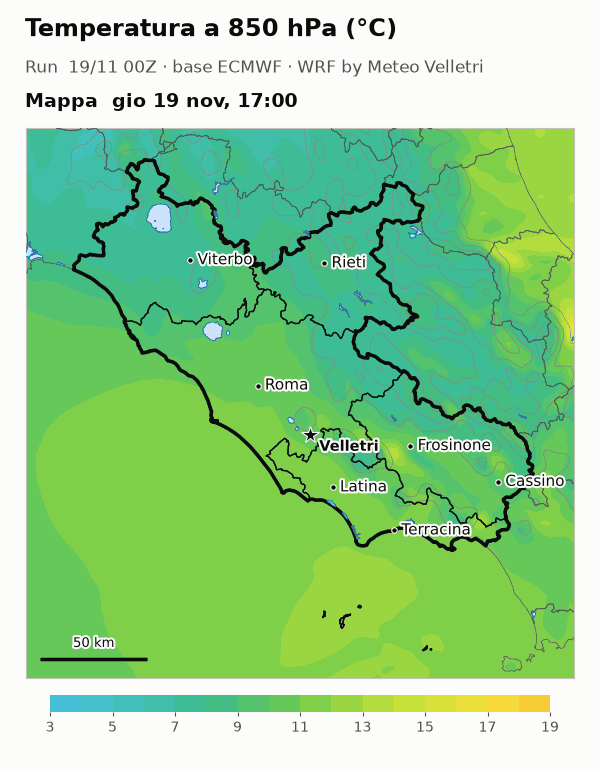 Temperatura a 850 hPa (°C)
Run  19/11 00Z · base ECMWF · WRF by Meteo Velletri
Mappa  gio 19 nov, 17:00
Viterbo
Rieti
Roma
Velletri
Frosinone
Latina
Cassino
Terracina
50 km
3 5 7 9 11 13 15 17 19